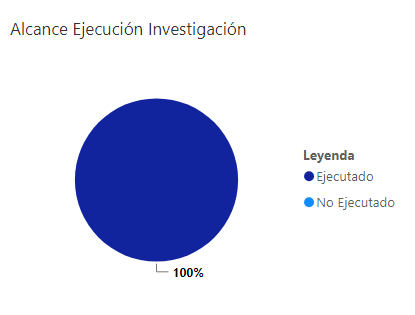 Alcance Ejecución Investigación
Leyenda
Ejecutado
No Ejecutado
100%